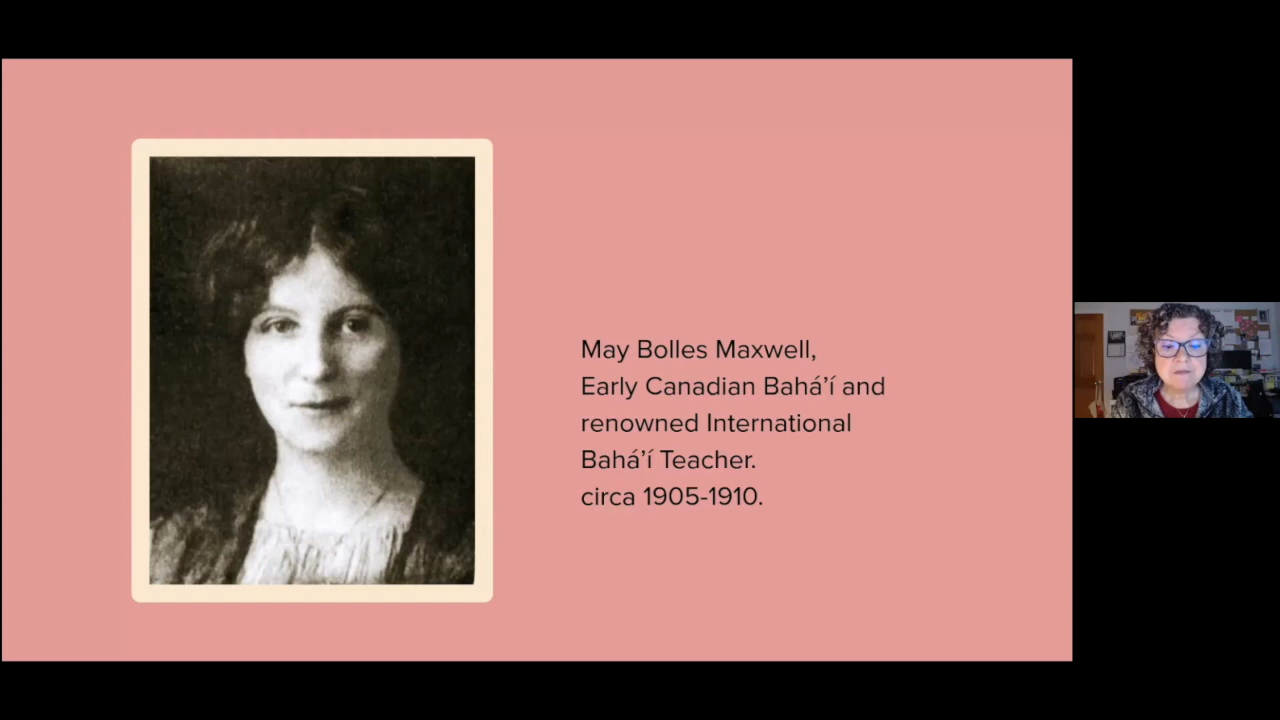 May Bolles Maxwell,
Early Canadian Bahá’í and
renowned International
Bahá’í Teacher.
circa 1905-1910.